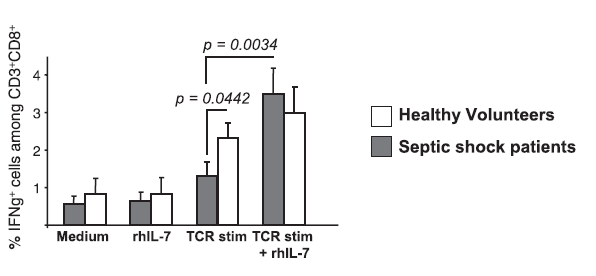 % IFNg⁺ cells among CD3⁺CD8⁺
p = 0.0034
p = 0.0442
4
3
2
1
Medium
rhIL-7
TCR stim
TCR stim
+ rhIL-7
Healthy Volunteers
Septic shock patients